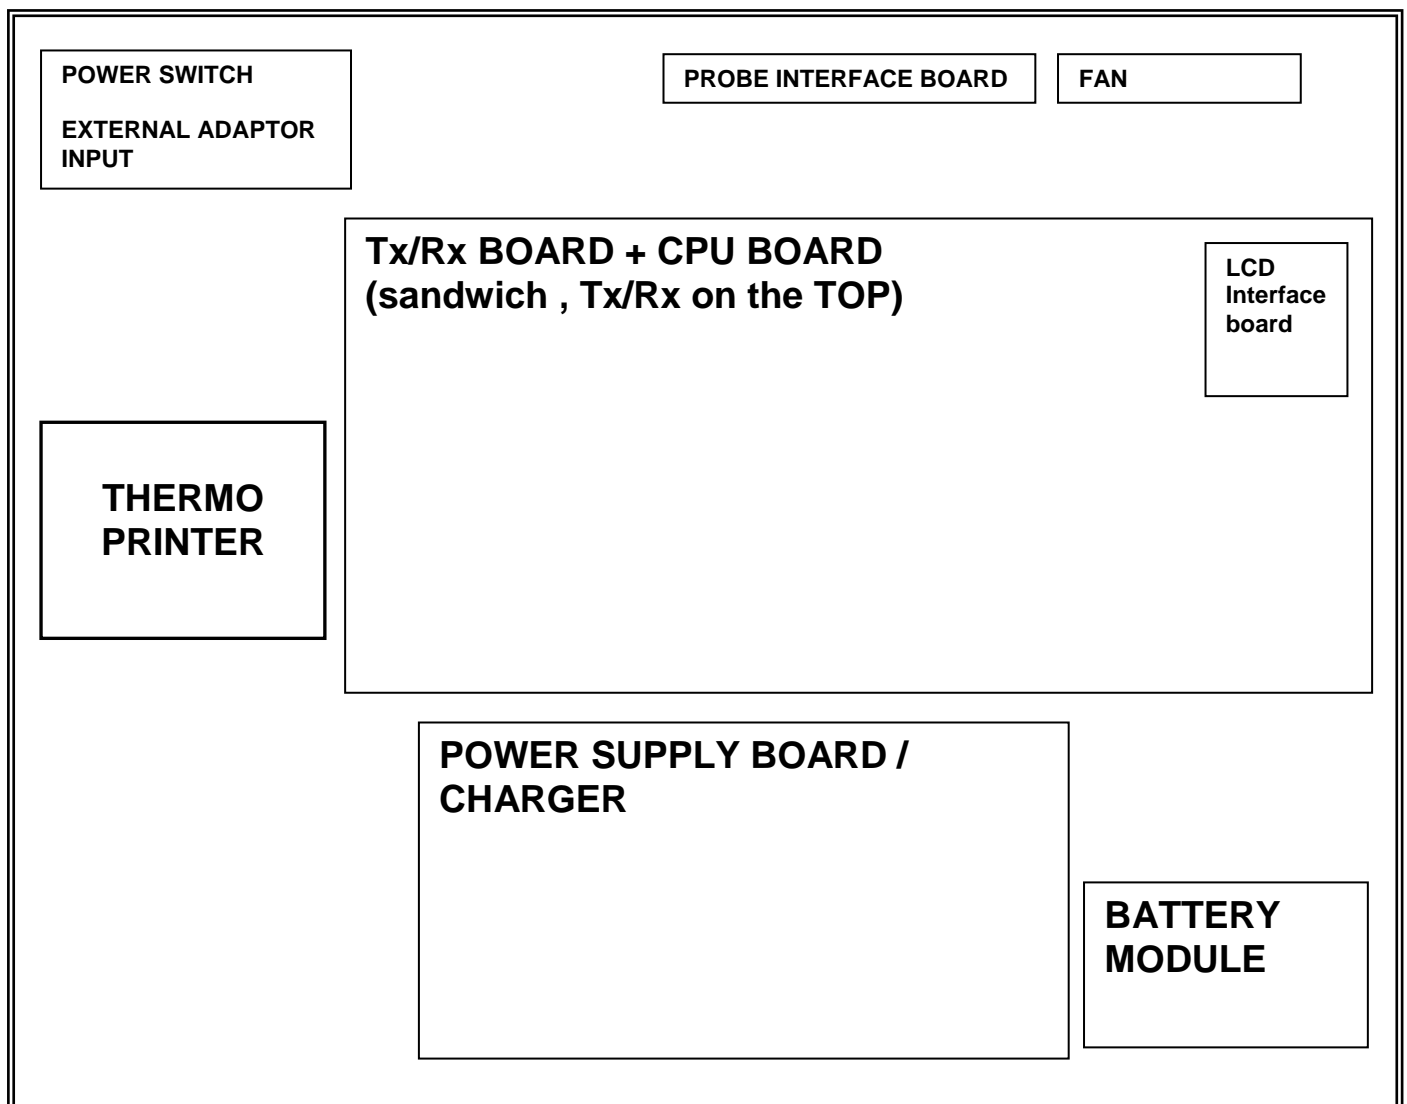 POWER SWITCH
EXTERNAL ADAPTOR
INPUT
PROBE INTERFACE BOARD
FAN
Tx/Rx BOARD + CPU BOARD
(sandwich , Tx/Rx on the TOP)
LCD
Interface
board
THERMO
PRINTER
POWER SUPPLY BOARD /
CHARGER
BATTERY
MODULE